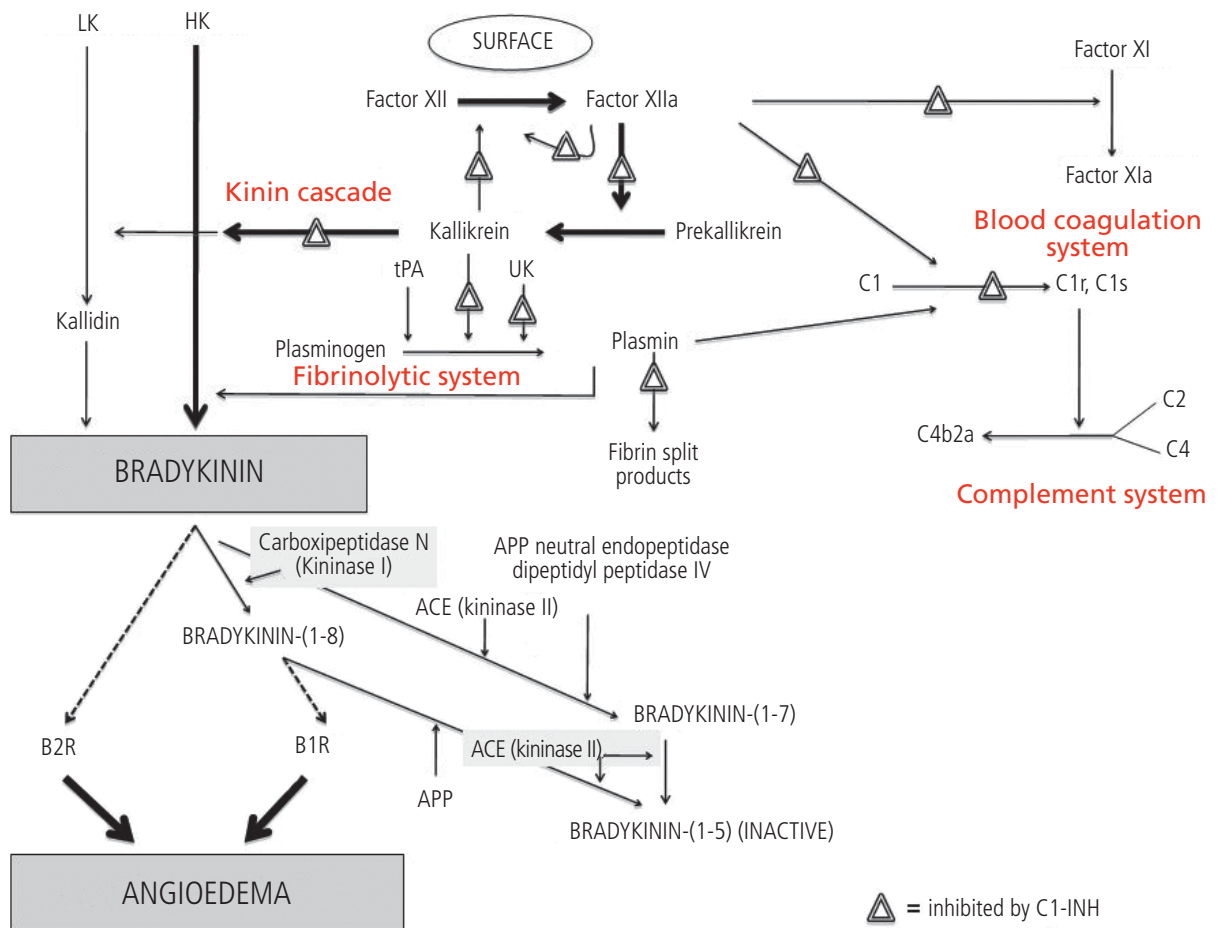 LK
HK
SURFACE
Factor XI
Factor XII
Factor XIIa
Factor XIa
Kinin cascade
Blood coagulation
system
Kallikrein
Prekallikrein
tPA
UK
C1
C1r, C1s
Kallidin
Plasminogen
Plasmin
Fibrinolytic system
C2
C4b2a
C4
Fibrin split
products
BRADYKININ
Complement system
Carboxipeptidase N
(Kininase I)
APP neutral endopeptidase
dipeptidyl peptidase IV
ACE (kininase II)
BRADYKININ-(1-8)
BRADYKININ-(1-7)
B2R
B1R
ACE (kininase II)
APP
BRADYKININ-(1-5) (INACTIVE)
ANGIOEDEMA
= inhibited by C1-INH